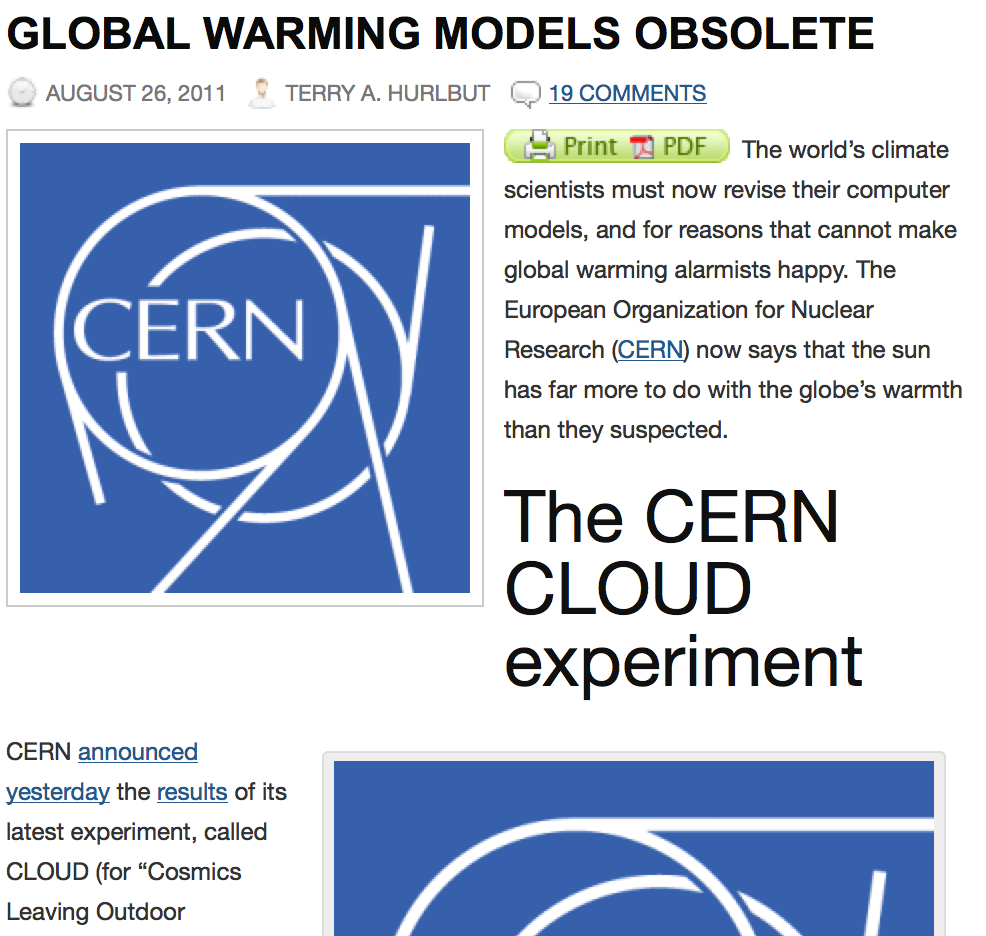 GLOBAL WARMING MODELS OBSOLETE
AUGUST 26, 2011 TERRY A. HURLBUT 19 COMMENTS
CERN
Print PDF The world’s climate
scientists must now revise their computer
models, and for reasons that cannot make
global warming alarmists happy. The
European Organization for Nuclear
Research (CERN) now says that the sun
has far more to do with the globe’s warmth
than they suspected.
The CERN
CLOUD
experiment
CERN announced
yesterday the results of its
latest experiment, called
CLOUD (for “Cosmics
Leaving Outdoor